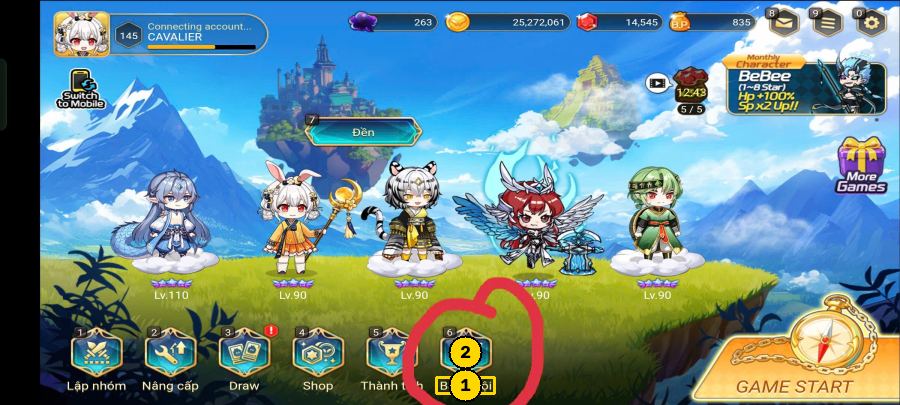 145
Connecting account...
CAVALIER
263
25,272,061
14,545
B.P
835
8
9
0
Switch
to Mobile
12:43
5 / 5
Monthly
Character
BeBee
(1~8 Star)
Hp +100%
Sp x2 Up!!
7
Đền
More
Games
Lv.110
Lv.90
Lv.90
.90
Lv.90
1
Lập nhóm
2
Nâng cấp
3
Draw
4
Shop
5
Thành tích
6
2
1
GAME START